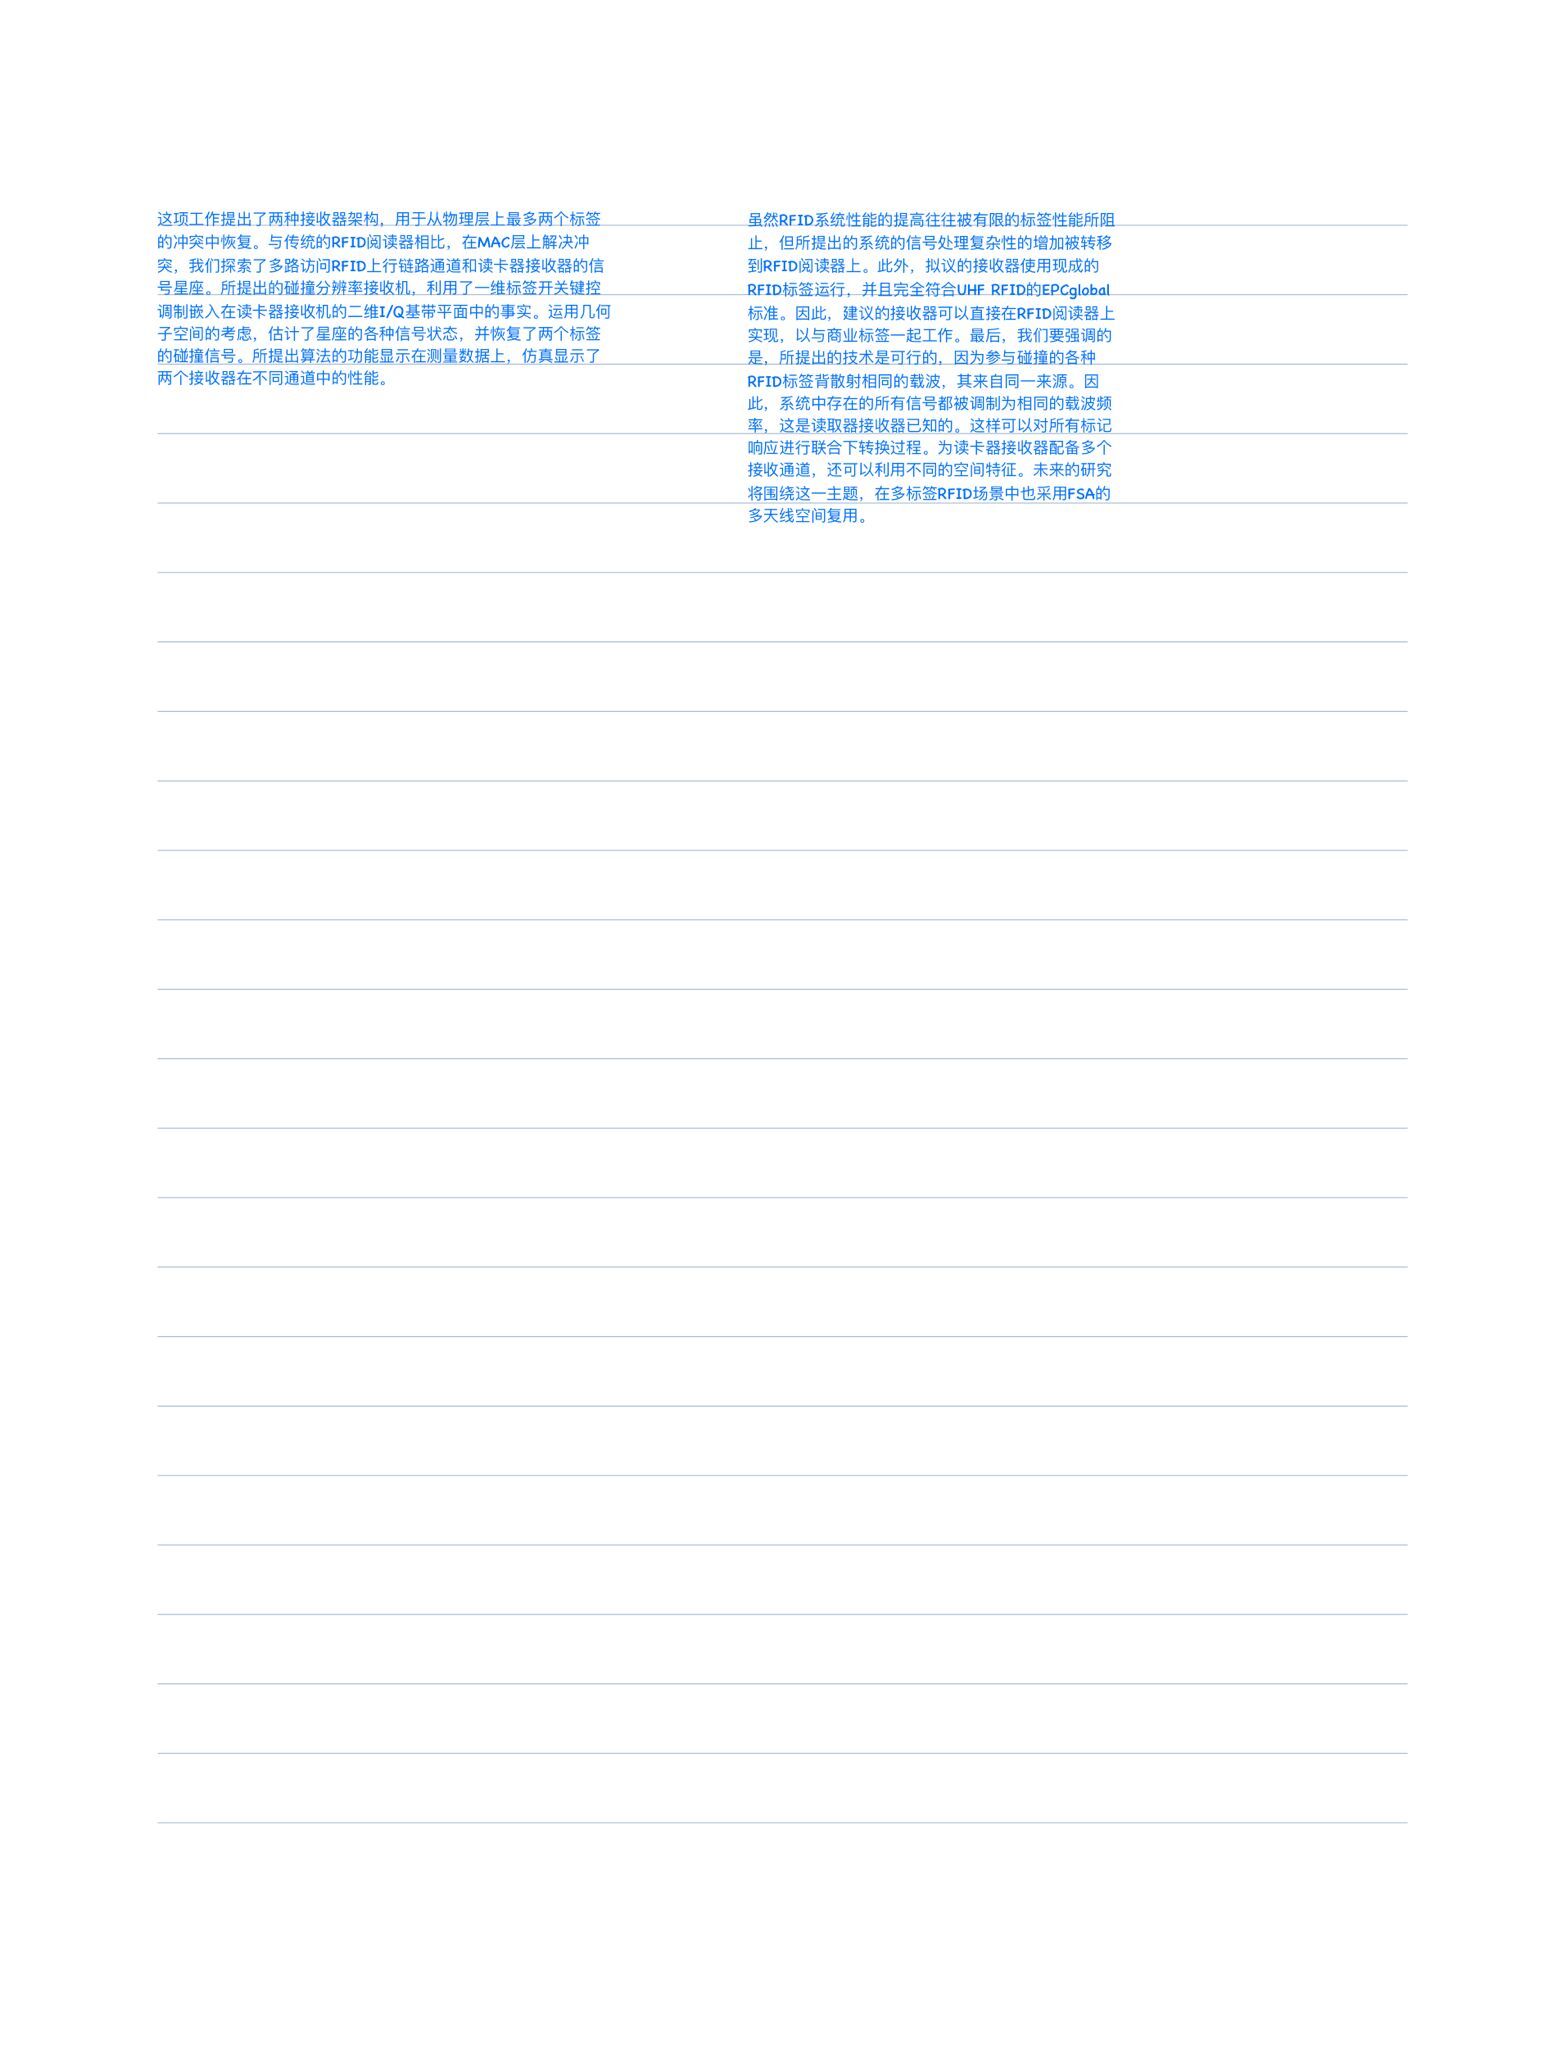 这项工作提出了两种接收器架构，用于从物理层上最多两个标签
的冲突中恢复。与传统的RFID阅读器相比，在MAC层上解决冲
突，我们探索了多路访问RFID上行链路通道和读卡器接收器的信
号星座。所提出的碰撞分辨率接收机，利用了一维标签开关键控
调制嵌入在读卡器接收机的二维I/Q基带平面中的事实。运用几何
子空间的考虑，估计了星座的各种信号状态，并恢复了两个标签
的碰撞信号。所提出算法的功能显示在测量数据上，仿真显示了
两个接收器在不同通道中的性能。
虽然RFID系统性能的提高往往被有限的标签性能所阻
止，但所提出的系统的信号处理复杂性的增加被转移
到RFID阅读器上。此外，拟议的接收器使用现成的
RFID标签运行，并且完全符合UHF RFID的EPCglobal
标准。因此，建议的接收器可以直接在RFID阅读器上
实现，以与商业标签一起工作。最后，我们要强调的
是，所提出的技术是可行的，因为参与碰撞的各种
RFID标签背散射相同的载波，其来自同一来源。因
此，系统中存在的所有信号都被调制为相同的载波频
率，这是读取器接收器已知的。这样可以对所有标记
响应进行联合下转换过程。为读卡器接收器配备多个
接收通道，还可以利用不同的空间特征。未来的研究
将围绕这一主题，在多标签RFID场景中也采用FSA的
多天线空间复用。